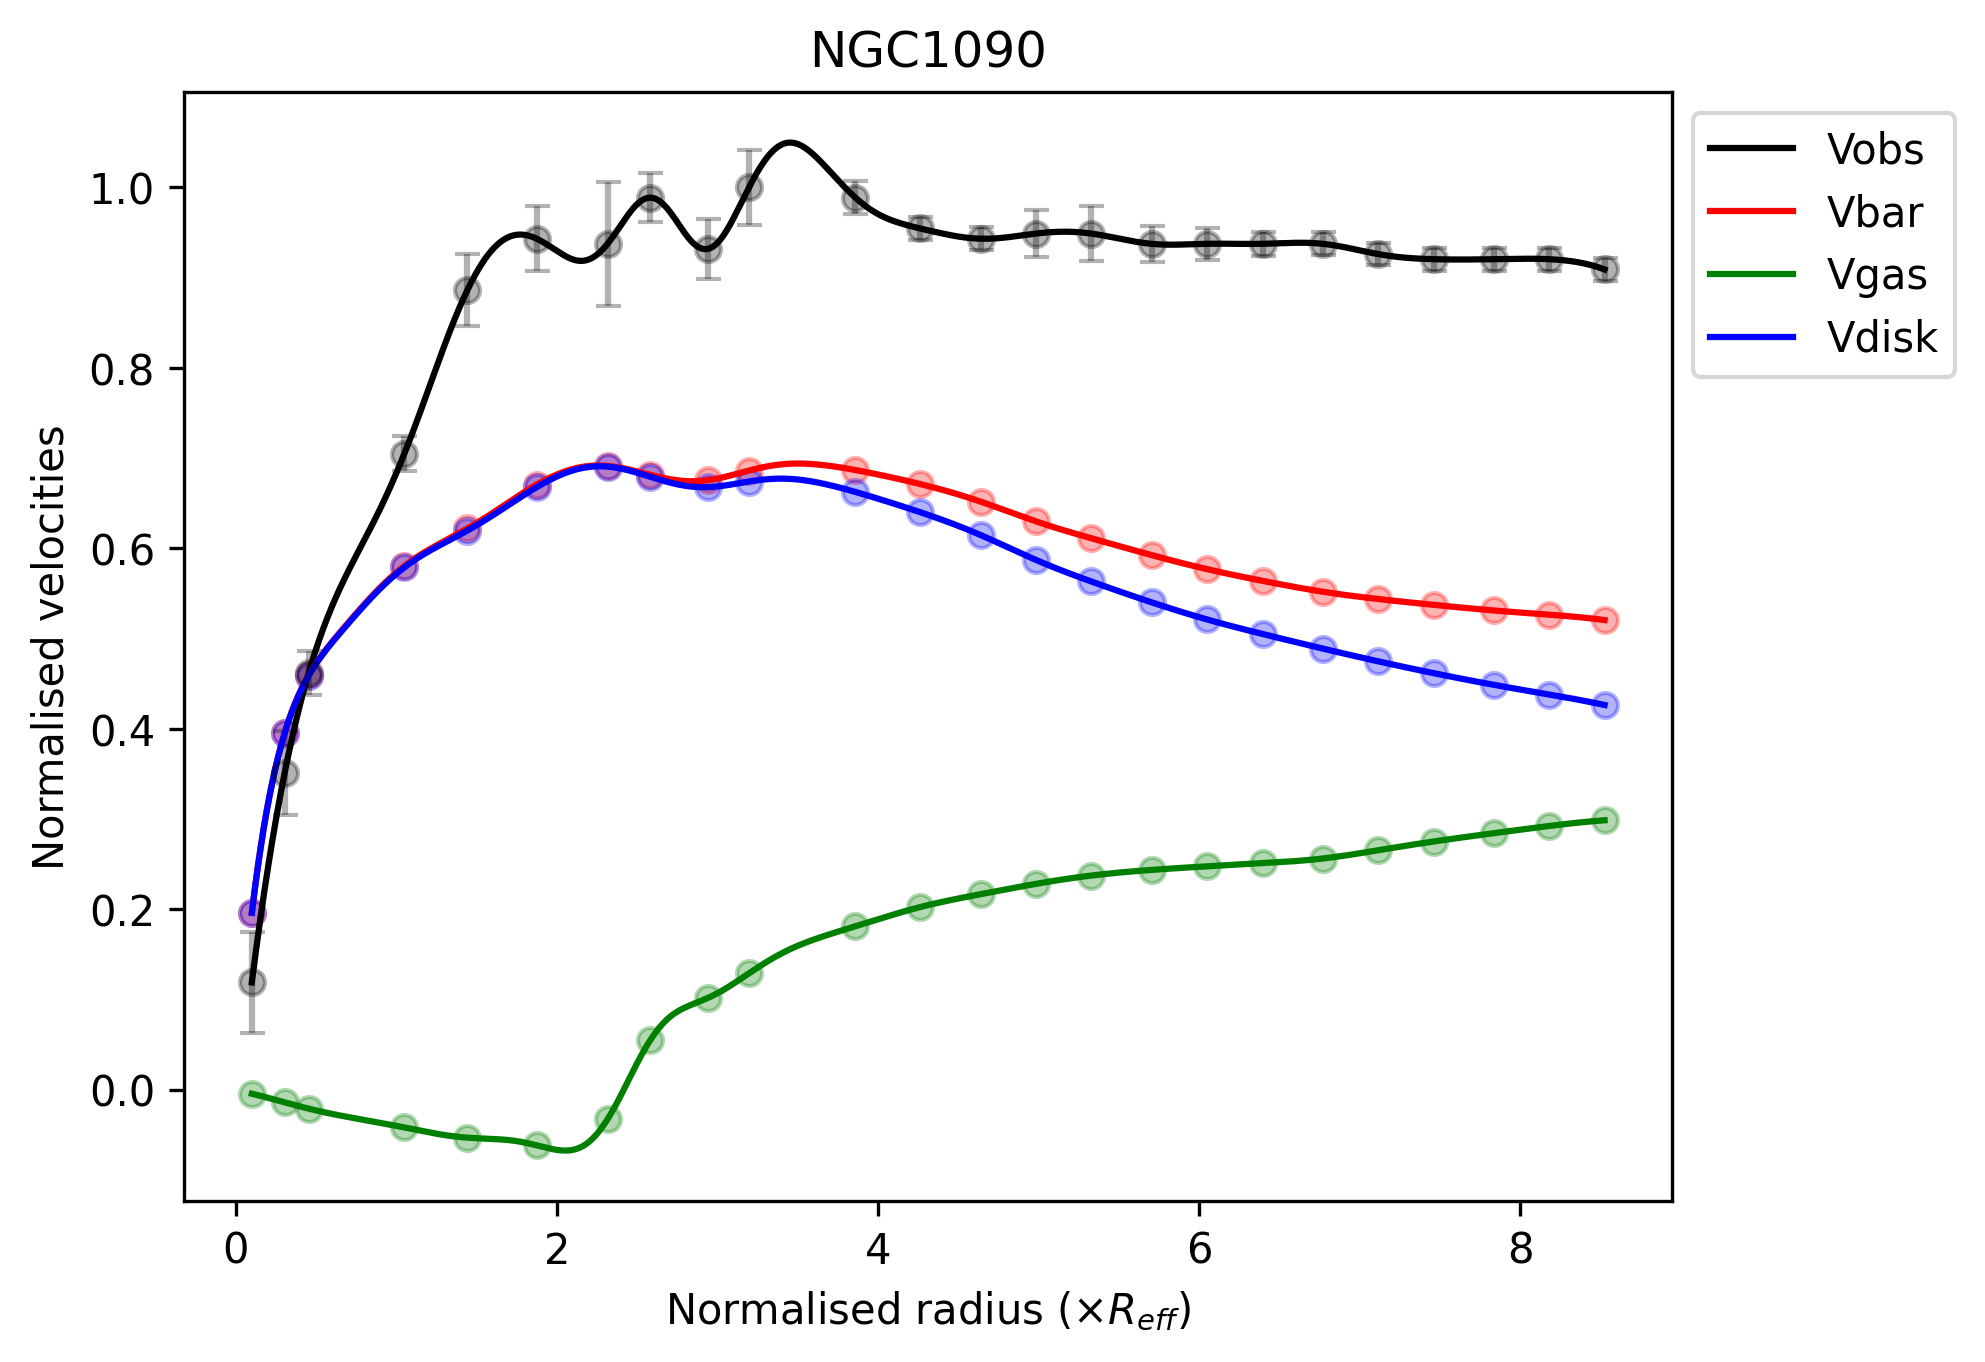 NGC1090
Vobs
Vbar
Vgas
Vdisk
Normalised velocities
1.0
0.8
0.6
0.4
0.2
0.0
0 2 4 6 8
Normalised radius (×R_eff)